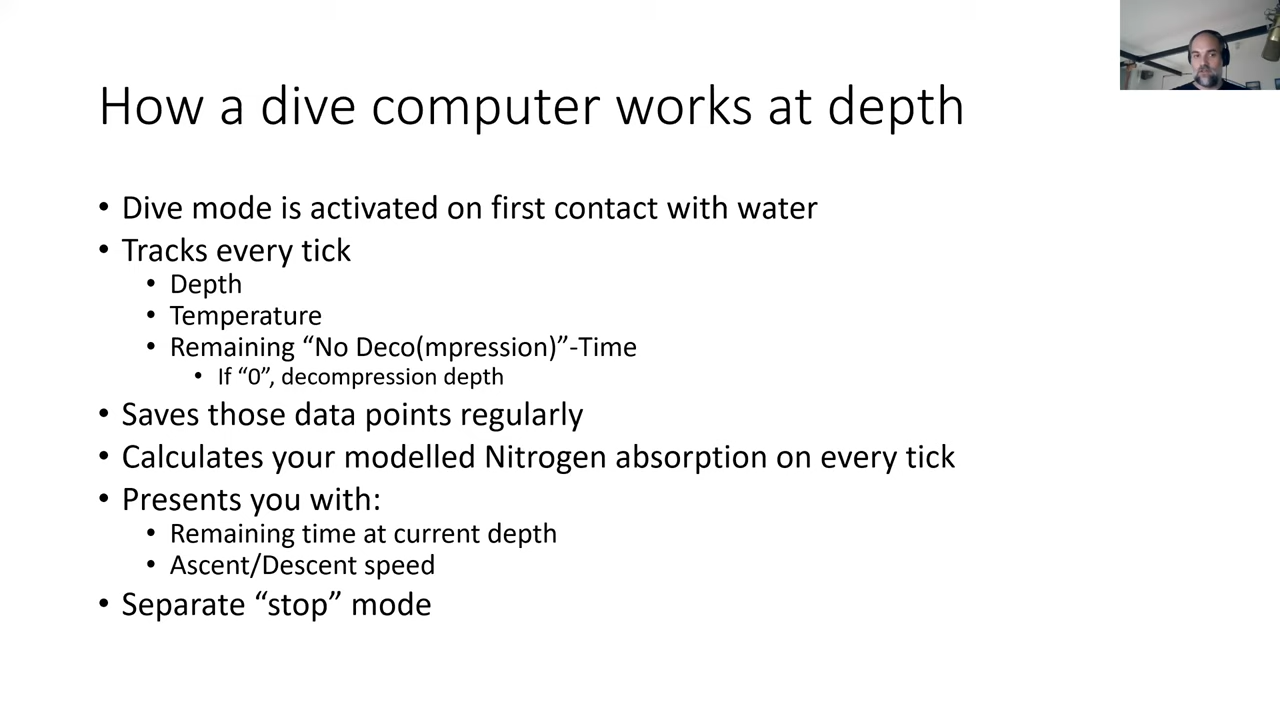 How a dive computer works at depth
• Dive mode is activated on first contact with water
• Tracks every tick
• Depth
• Temperature
• Remaining “No Deco(mpression)”-Time
• If “0”, decompression depth
• Saves those data points regularly
• Calculates your modelled Nitrogen absorption on every tick
• Presents you with:
• Remaining time at current depth
• Ascent/Descent speed
• Separate “stop” mode